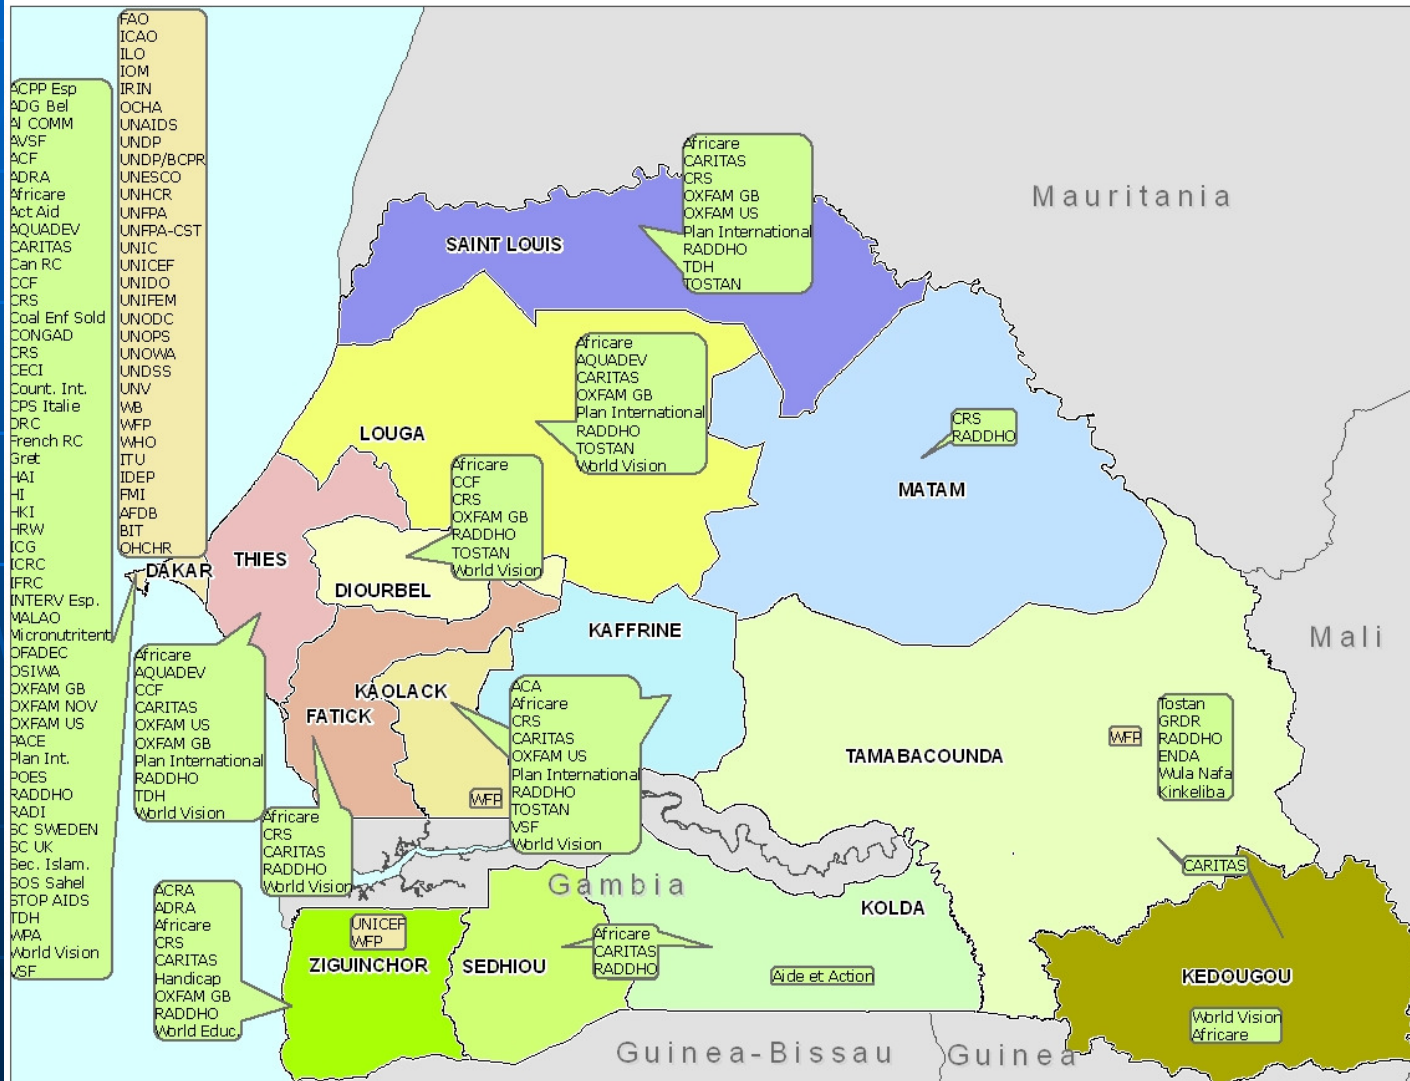 FAO
ICAO
ILO
IOM
IRIN
OCHA
UNAIDS
UNDP
UNDP/BCPR
UNESCO
UNHCR
UNFPA
UNFPA-CST
UNIC
UNICEF
UNIDO
UNIFEM
UNODC
UNOPS
UNOWA
UNDSS
UNV
WB
WFP
WHO
ITU
IDEP
FMI
AFDB
BIT
OHCHR
ACPP Esp
ADG Bel
AI COMM
AVSF
ACF
ADRA
Africare
Act Aid
AQUADEV
CARITAS
Can RC
CCF
CRS
Coal Enf Sold
CONGAD
CRS
CECI
Count. Int.
CPS Italie
DRC
French RC
Gret
HAI
HI
HKI
HRW
ICG
ICRC
IFRC
INTERV Esp.
MALAO
Micronutritent
OFADEC
OSIWA
OXFAM GB
OXFAM NOV
OXFAM US
PACE
Plan Int.
POES
RADDHO
RADI
SC SWEDEN
SC UK
Sec. Islam.
SOS Sahel
STOP AIDS
TDH
WPA
World Vision
VSF
Africare
CARITAS
CRS
OXFAM GB
OXFAM US
Plan International
RADDHO
TDH
TOSTAN
Mauritania
SAINT LOUIS
Africare
AQUADEV
CARITAS
OXFAM GB
Plan International
RADDHO
TOSTAN
World Vision
LOUGA
CRS
RADDHO
MATAM
Africare
CCF
CRS
OXFAM GB
RADDHO
TOSTAN
World Vision
THIES
DAKAR
DIOURBEL
KAFFRINE
Mali
Africare
AQUADEV
CCF
CARITAS
OXFAM US
OXFAM GB
Plan International
RADDHO
TDH
World Vision
KAOLACK
FATICK
ACA
Africare
CRS
CARITAS
OXFAM US
Plan International
RADDHO
TOSTAN
VSF
World Vision
WFP
TAMABACOUNDA
WFP
Tostan
GRDR
RADDHO
ENDA
Wula Nafa
Kinkeliba
Africare
CRS
CARITAS
RADDHO
World Vision
CARITAS
Gambia
KOLDA
ACRA
ADRA
Africare
CRS
CARITAS
Handicap
OXFAM GB
RADDHO
World Educ.
UNICEF
WFP
ZIGUINCHOR
SEDHIOU
Africare
CARITAS
RADDHO
Aide et Action
KEDOUGOU
World Vision
Africare
Guinea-Bissau
Guinea